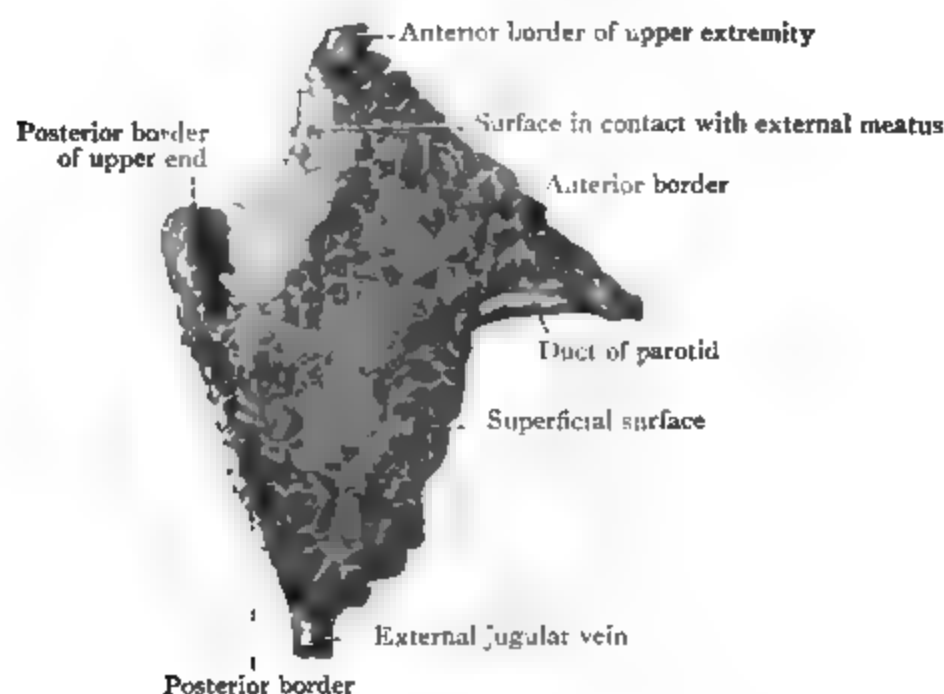 Anterior border of upper extremity
Surface in contact with external meatus
Posterior border
of upper end
Anterior border
Duct of parotid
Superficial surface
External jugular vein
Posterior border